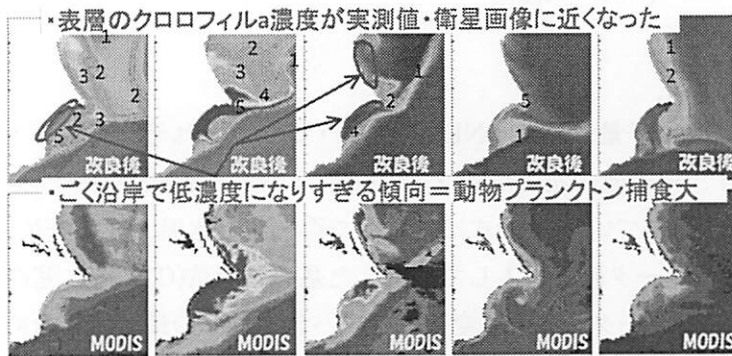 ・表層のクロロフィルa濃度が実測値・衛星画像に近くなった
1
2
3 2
2
2 3
5
改良後
2
3
1
4
5
改良後
1
2
4
改良後
5
1
改良後
1
2
改良後
・ごく沿岸で低濃度になりすぎる傾向＝動物プランクトン捕食大
MODIS
MODIS
MODIS
MODIS
MODIS